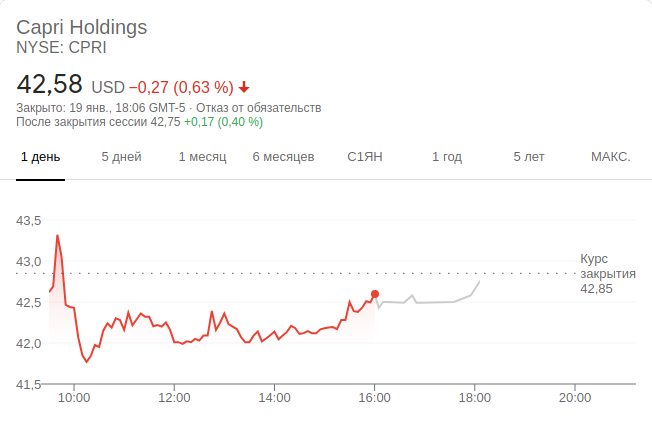 Capri Holdings
NYSE: CPRI
42,58 USD −0,27 (0,63 %)
Закрыто: 19 янв., 18:06 GMT-5 · Отказ от обязательств
После закрытия сессии 42,75 +0,17 (0,40 %)
1 день 5 дней 1 месяц 6 месяцев С1ЯН 1 год 5 лет МАКС.
43,5
43,0
42,5
42,0
41,5
Курс
закрытия
42,85
10:00 12:00 14:00 16:00 18:00 20:00